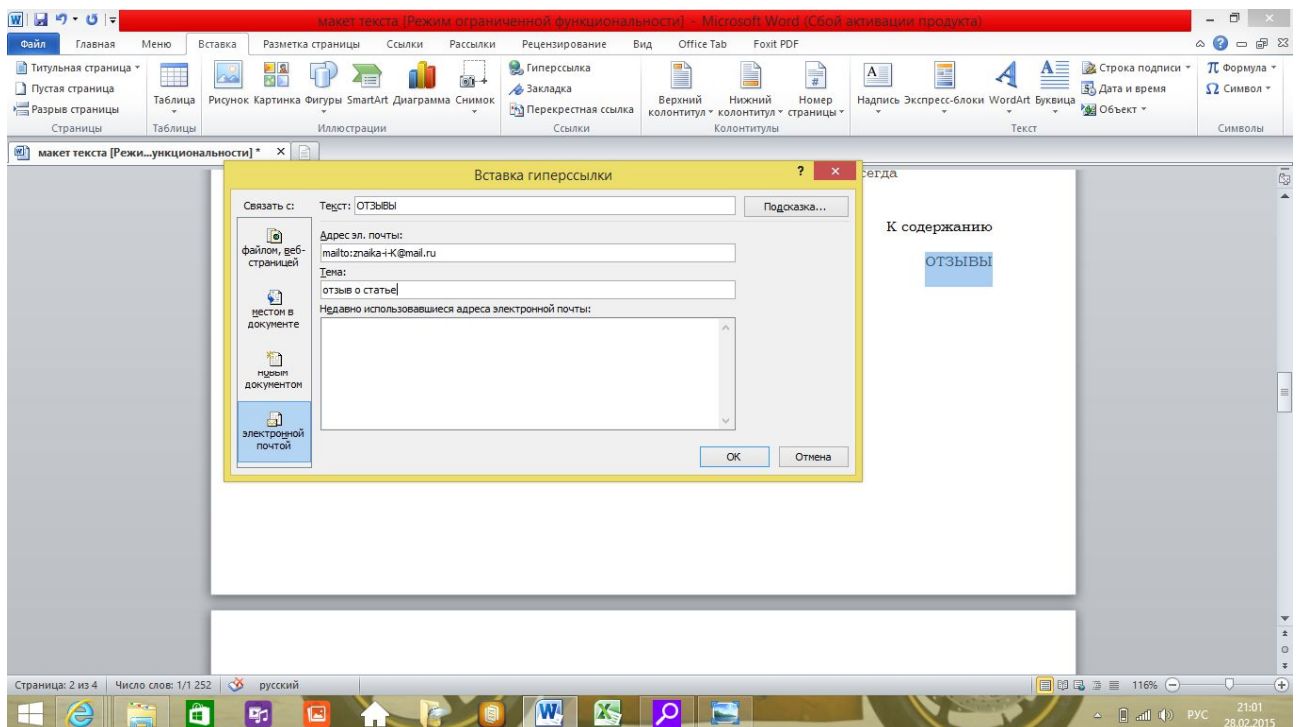 макет текста [Режим ограниченной функциональности] - Microsoft Word (Сбой активации продукта)
Файл Главная Меню Вставка Разметка страницы Ссылки Рассылки Рецензирование Вид Office Tab Foxit PDF
Титульная страница
Пустая страница
Разрыв страницы
Страницы
Таблица
Таблицы
Рисунок Картинка Фигуры SmartArt Диаграмма Снимок
Иллюстрации
Гиперссылка
Закладка
Перекрестная ссылка
Ссылки
Верхний колонтитул
Нижний колонтитул
Номер страницы
Колонтитулы
Надпись Экспресс-блоки WordArt Буквица
Строка подписи
Дата и время
Объект
Текст
π Формула
Ω Символ
Символы
макет текста [Режи...ункциональности] *
сегда
К содержанию
ОТЗЫВЫ
Вставка гиперссылки
Связать с:
Текст: ОТЗЫВЫ
Подсказка...
файлом, веб-
страницей
местом в
документе
новым
документом
электронной
почтой
Адрес эл. почты:
mailto:znaika-i-K@mail.ru
Тема:
отзыв о статье
Недавно использовавшиеся адреса электронной почты:
ОК Отмена
Страница: 2 из 4 Число слов: 1/1 252 русский 116%
РУС
21:01
28.02.2015